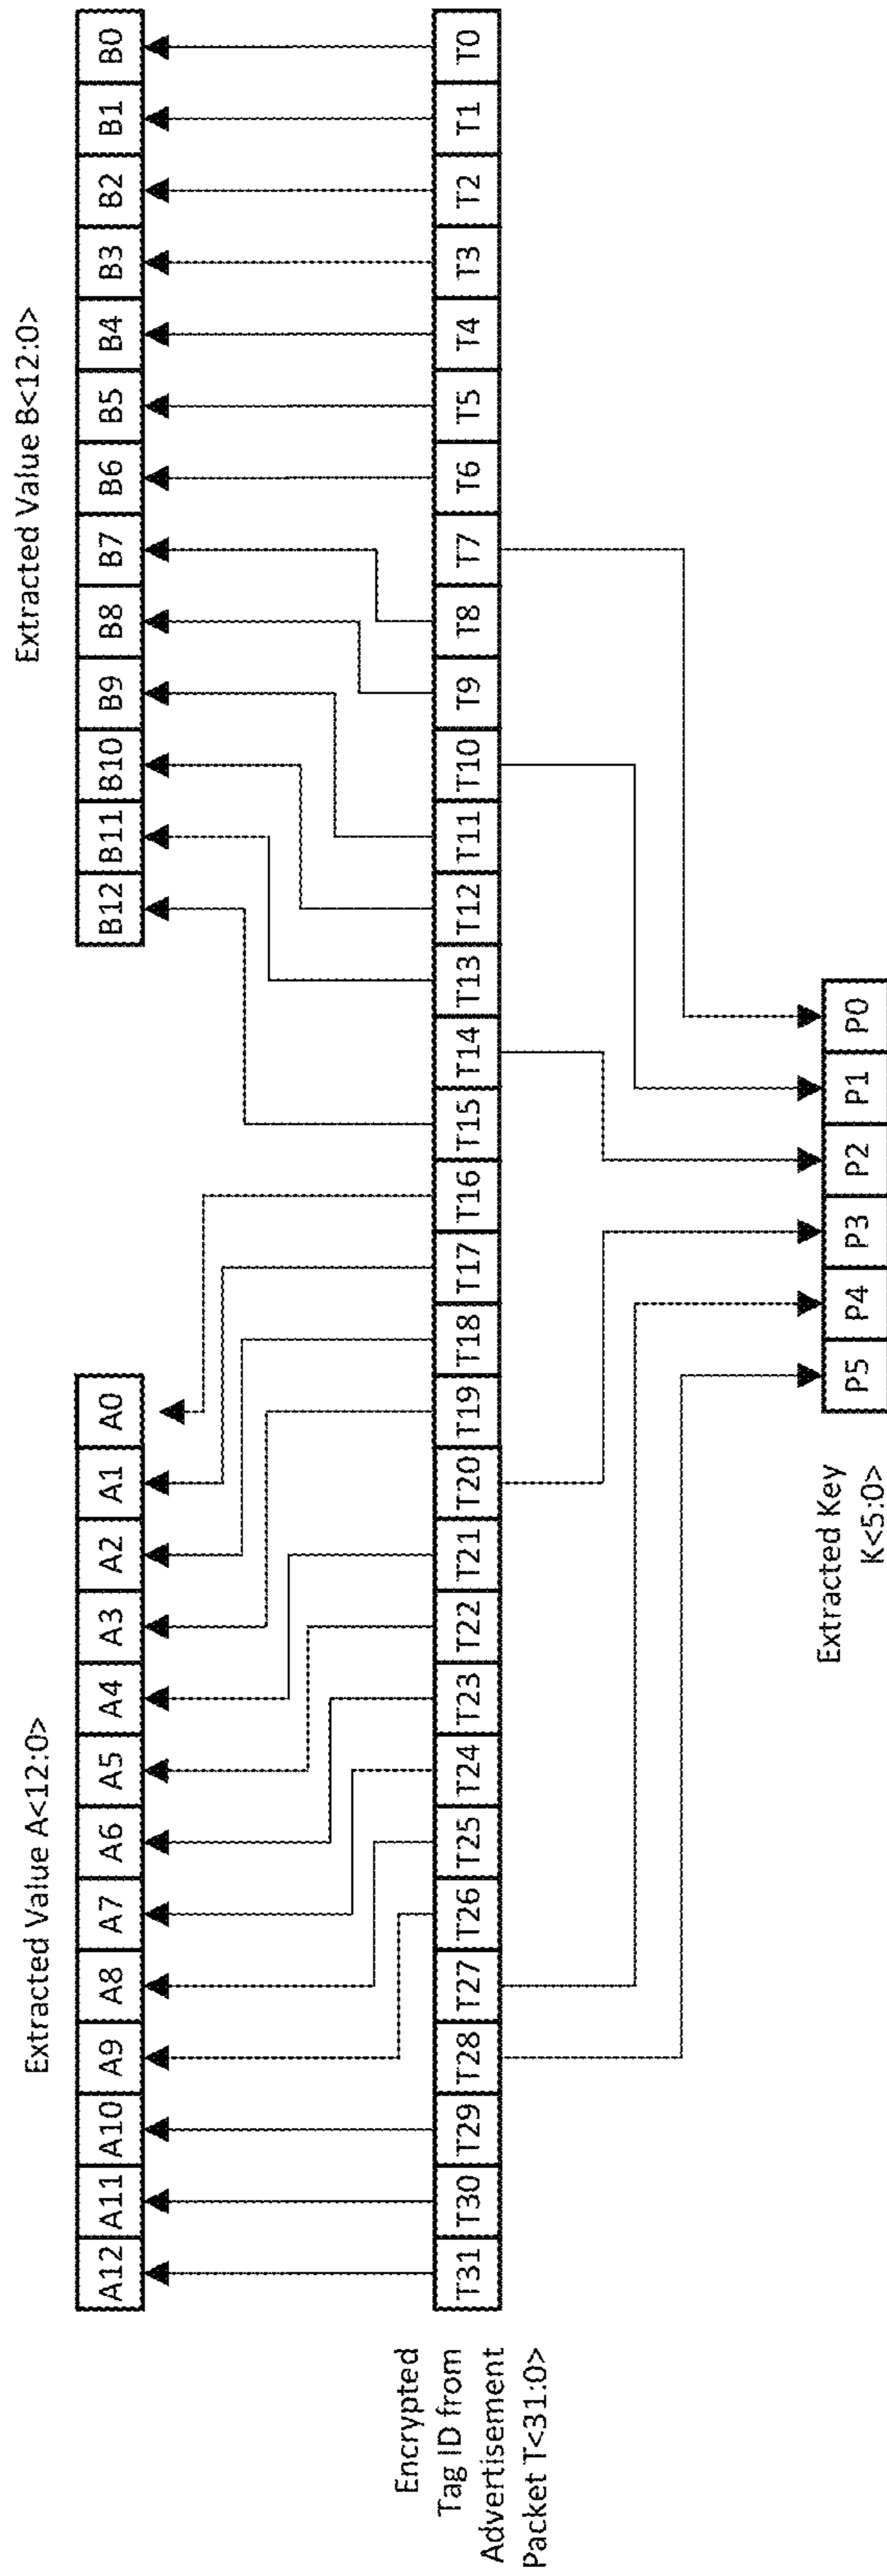 Extracted Value A<12:0>
Extracted Value B<12:0>
A12 A11 A10 A9 A8 A7 A6 A5 A4 A3 A2 A1 A0
B12 B11 B10 B9 B8 B7 B6 B5 B4 B3 B2 B1 B0
Encrypted
Tag ID from
Advertisement
Packet T<31:0>
T31 T30 T29 T28 T27 T26 T25 T24 T23 T22 T21 T20 T19 T18 T17 T16 T15 T14 T13 T12 T11 T10 T9 T8 T7 T6 T5 T4 T3 T2 T1 T0
Extracted Key
K<5:0>
P5 P4 P3 P2 P1 P0